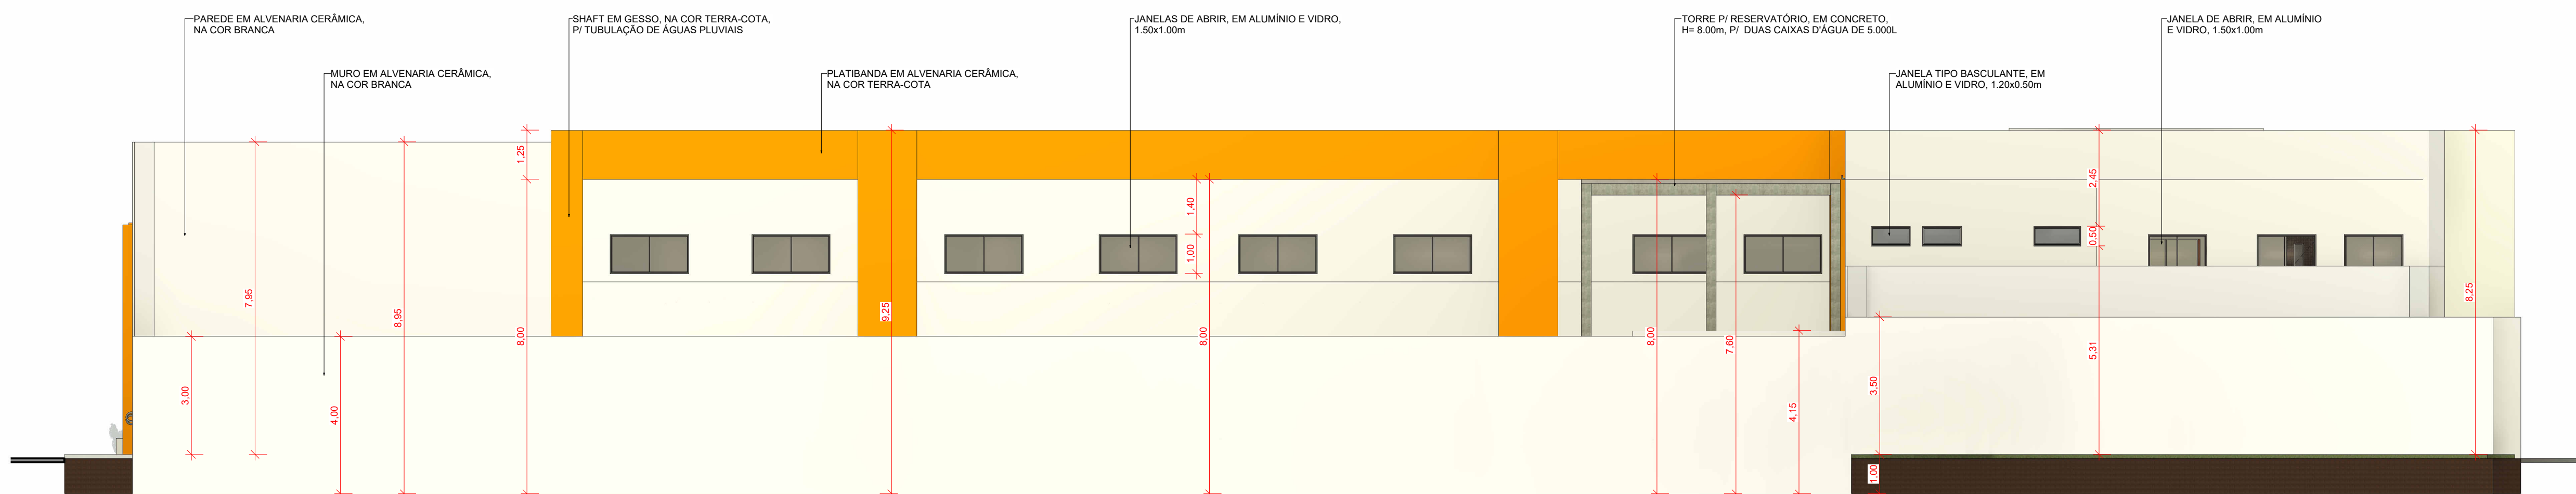 PAREDE EM ALVENARIA CERÂMICA,
NA COR BRANCA
SHAFT EM GESSO, NA COR TERRA-COTA,
P/ TUBULAÇÃO DE ÁGUAS PLUVIAIS
JANELAS DE ABRIR, EM ALUMÍNIO E VIDRO,
1.50x1.00m
TORRE P/ RESERVATÓRIO, EM CONCRETO,
H= 8.00m, P/ DUAS CAIXAS D'ÁGUA DE 5.000L
JANELA DE ABRIR, EM ALUMÍNIO
E VIDRO, 1.50x1.00m
MURO EM ALVENARIA CERÂMICA,
NA COR BRANCA
PLATIBANDA EM ALVENARIA CERÂMICA,
NA COR TERRA-COTA
JANELA TIPO BASCULANTE, EM
ALUMÍNIO E VIDRO, 1.20x0.50m
3,00
7,95
4,00
8,95
1,25
8,00
9,25
1,40
1,00
8,00
8,00
7,60
4,15
3,50
1,00
2,45
0,50
5,31
8,25